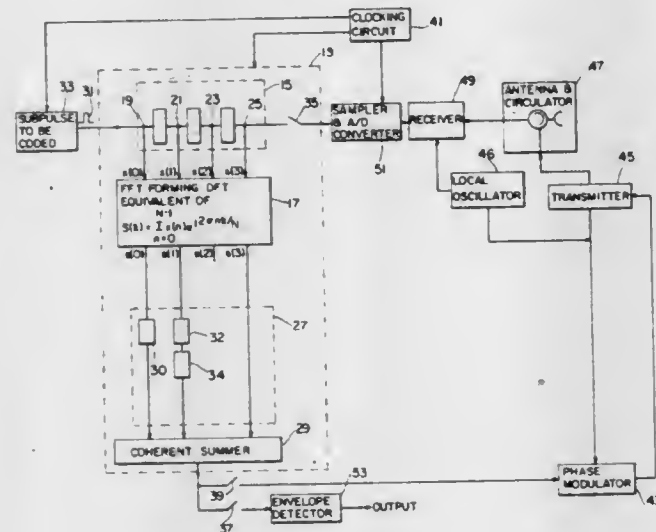 CLOCKING
CIRCUIT
41
13
33
31
15
19
21
23
25
35
49
ANTENNA &
CIRCULATOR
47
SUBPULSE
TO BE
CODED
SAMPLER
& A/D
CONVERTER
51
RECEIVER
46
45
LOCAL
OSCILLATOR
TRANSMITTER
s(0) s(1) s(2) s(3)
FFT FORMING DFT
EQUIVALENT OF
N-1
n=0
17
s(0) s(1) s(2) s(3)
27
32
30
34
29
COHERENT SUMMER
39
37
53
ENVELOPE
DETECTOR
OUTPUT
PHASE
MODULATOR
43